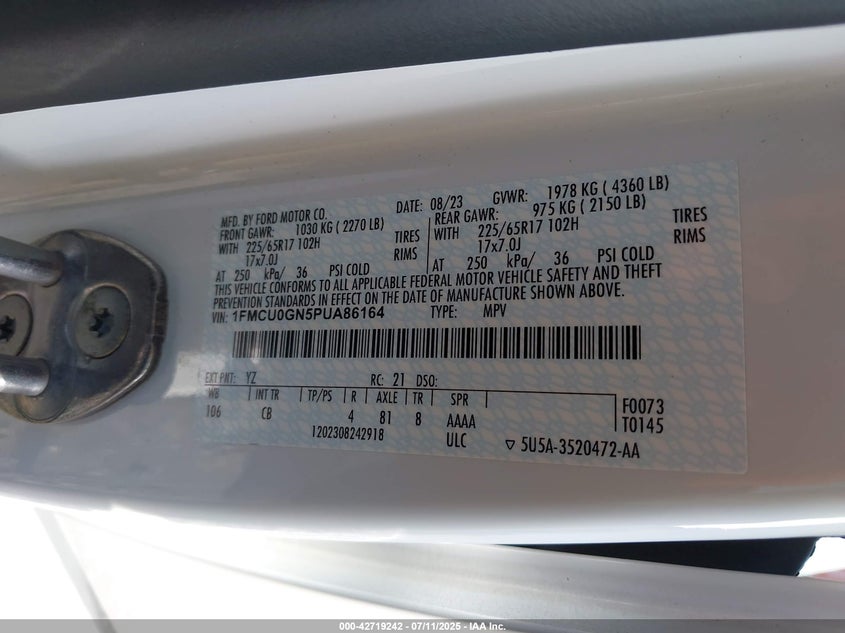 MFD. BY FORD MOTOR CO.
DATE: 08/23 GVWR: 1978 KG ( 4360 LB)
FRONT GAWR: 1030 KG ( 2270 LB)
REAR GAWR: 975 KG ( 2150 LB)
WITH 225/65R17 102H TIRES
WITH 225/65R17 102H TIRES
17x7.0J RIMS
17x7.0J RIMS
AT 250 kPa/ 36 PSI COLD
AT 250 kPa/ 36 PSI COLD
THIS VEHICLE CONFORMS TO ALL APPLICABLE FEDERAL MOTOR VEHICLE SAFETY AND THEFT
PREVENTION STANDARDS IN EFFECT ON THE DATE OF MANUFACTURE SHOWN ABOVE.
VIN: 1FMCU0GN5PUA86164 TYPE: MPV
EXT PNT: YZ RC: 21 DSO:
WB INT TR TP/PS R AXLE TR SPR F0073
106 CB 4 81 8 AAAA T0145
1202308242918 ULC ▽ 5U5A-3520472-AA
000-42719242 - 07/11/2025 - IAA Inc.